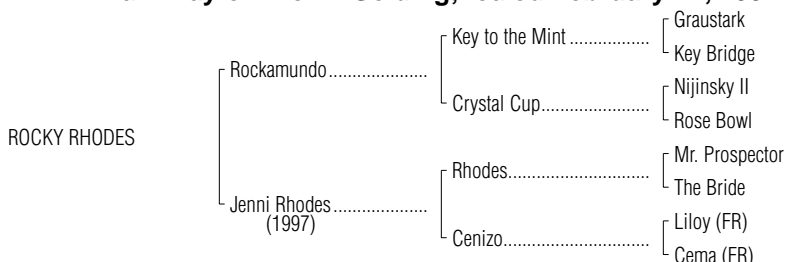 Graustark
Key to the Mint ................
Key Bridge
Rockamundo....................
Nijinsky II
Crystal Cup.....................
Rose Bowl
ROCKY RHODES
Mr. Prospector
Rhodes.............................
The Bride
Jenni Rhodes ...................
(1997)
Liloy (FR)
Cenizo..............................
Cema (FR)